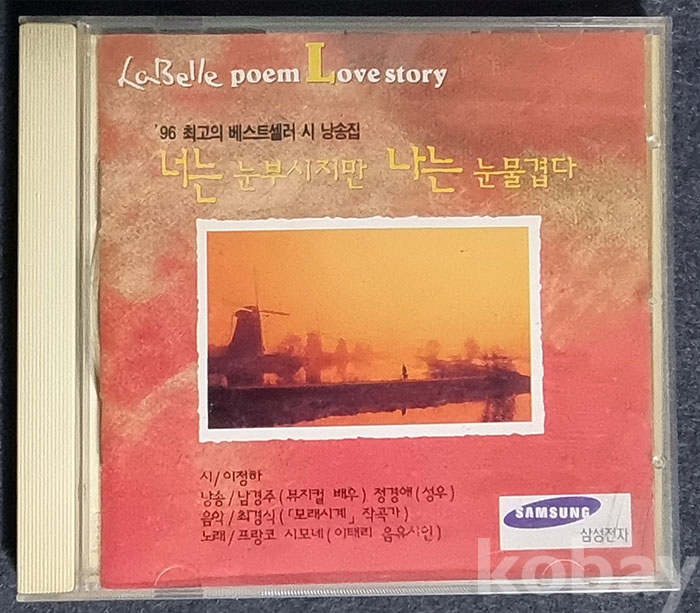 LaBelle poem Love story
'96 최고의 베스트셀러 시 낭송집
너는 눈부시지만 나는 눈물겹다
시/이정하
낭송/남경주(뮤지컬 배우) 정경애(성우)
음악/최경식(「모래시계」 작곡가)
노래/프랑코 시모네(이태리 음유시인)
SAMSUNG
삼성전자
kobay